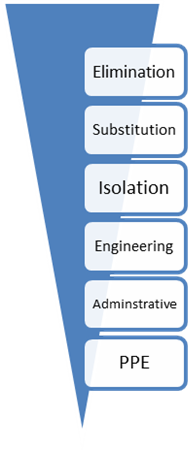 Elimination
Substitution
Isolation
Engineering
Adminstrative
PPE